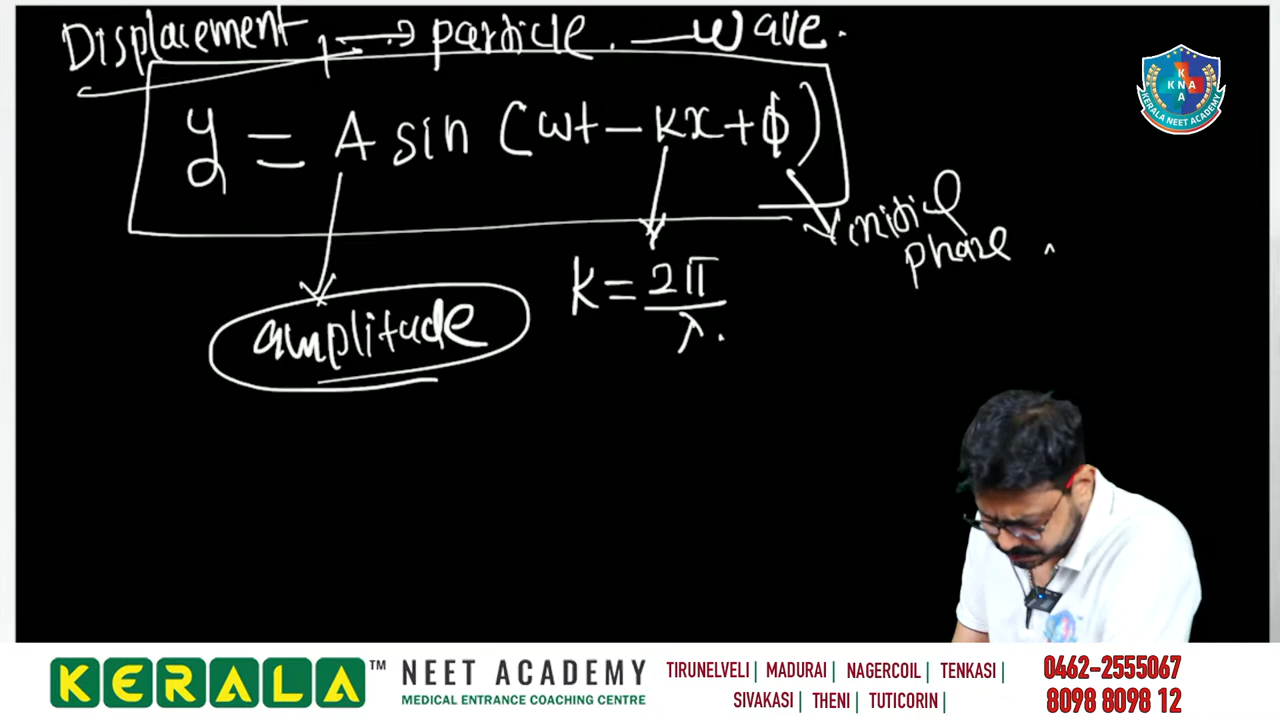 Displacement → particle. — wave.
y = A sin (ωt – kx + ϕ)
initial
phase
k = 2π/λ.
amplitude
K
K N A
A
KERALA NEET ACADEMY
KERALA™
NEET ACADEMY
MEDICAL ENTRANCE COACHING CENTRE
TIRUNELVELI | MADURAI | NAGERCOIL | TENKASI |
SIVAKASI | THENI | TUTICORIN |
0462-2555067
8098 8098 12